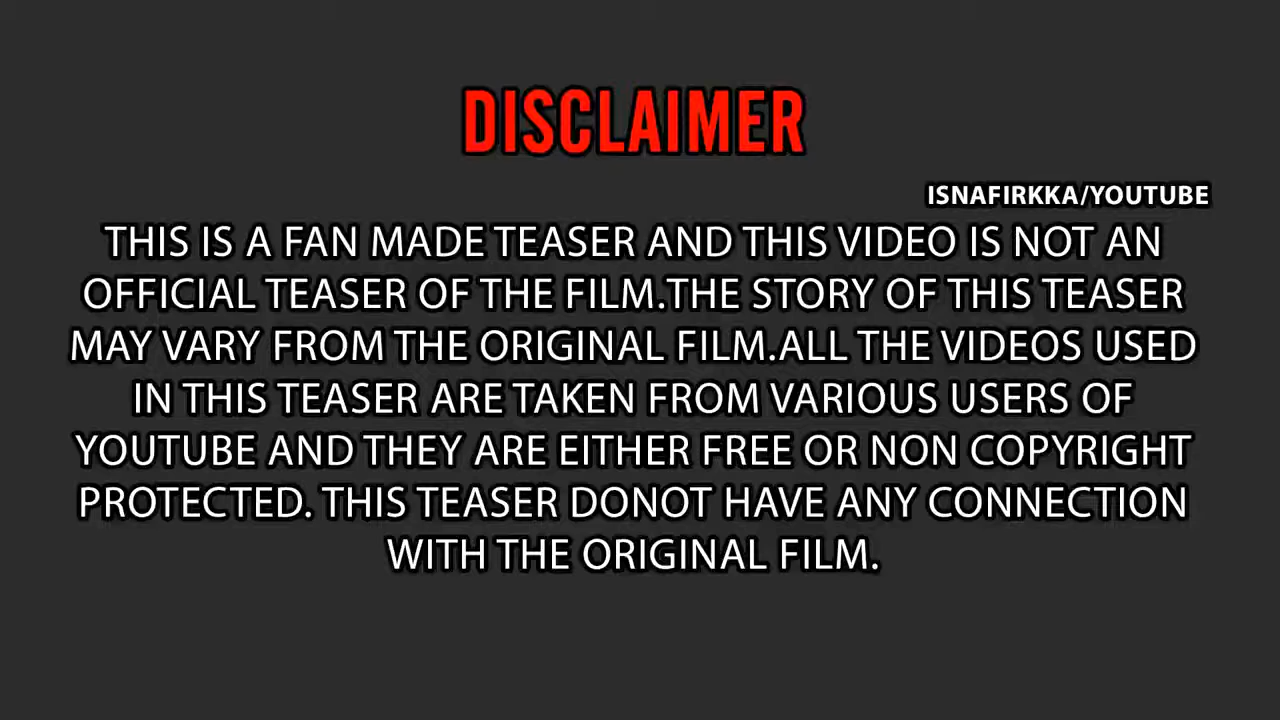 DISCLAIMER
ISNAFIRKKA/YOUTUBE
THIS IS A FAN MADE TEASER AND THIS VIDEO IS NOT AN
OFFICIAL TEASER OF THE FILM.THE STORY OF THIS TEASER
MAY VARY FROM THE ORIGINAL FILM.ALL THE VIDEOS USED
IN THIS TEASER ARE TAKEN FROM VARIOUS USERS OF
YOUTUBE AND THEY ARE EITHER FREE OR NON COPYRIGHT
PROTECTED. THIS TEASER DONOT HAVE ANY CONNECTION
WITH THE ORIGINAL FILM.